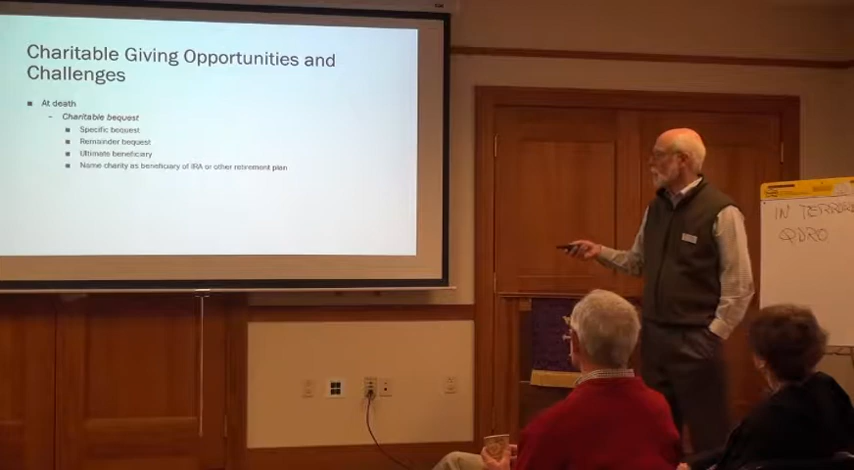 Charitable Giving Opportunities and
Challenges
At death
Charitable bequest
Specific bequest
Remainder bequest
Ultimate beneficiary
Name charity as beneficiary of IRA or other retirement plan
IN
QDRO